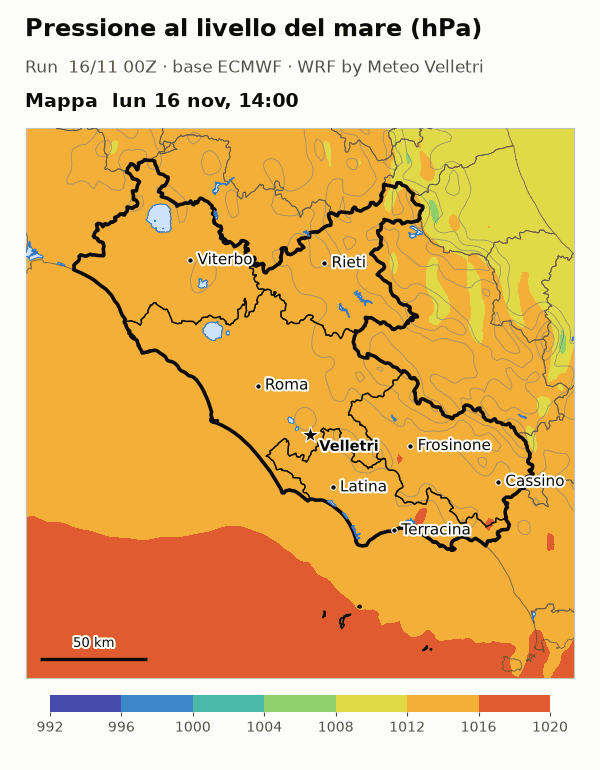 Pressione al livello del mare (hPa)
Run  16/11 00Z · base ECMWF · WRF by Meteo Velletri
Mappa  lun 16 nov, 14:00
Viterbo
Rieti
Roma
Velletri
Frosinone
Cassino
Latina
Terracina
50 km
992 996 1000 1004 1008 1012 1016 1020